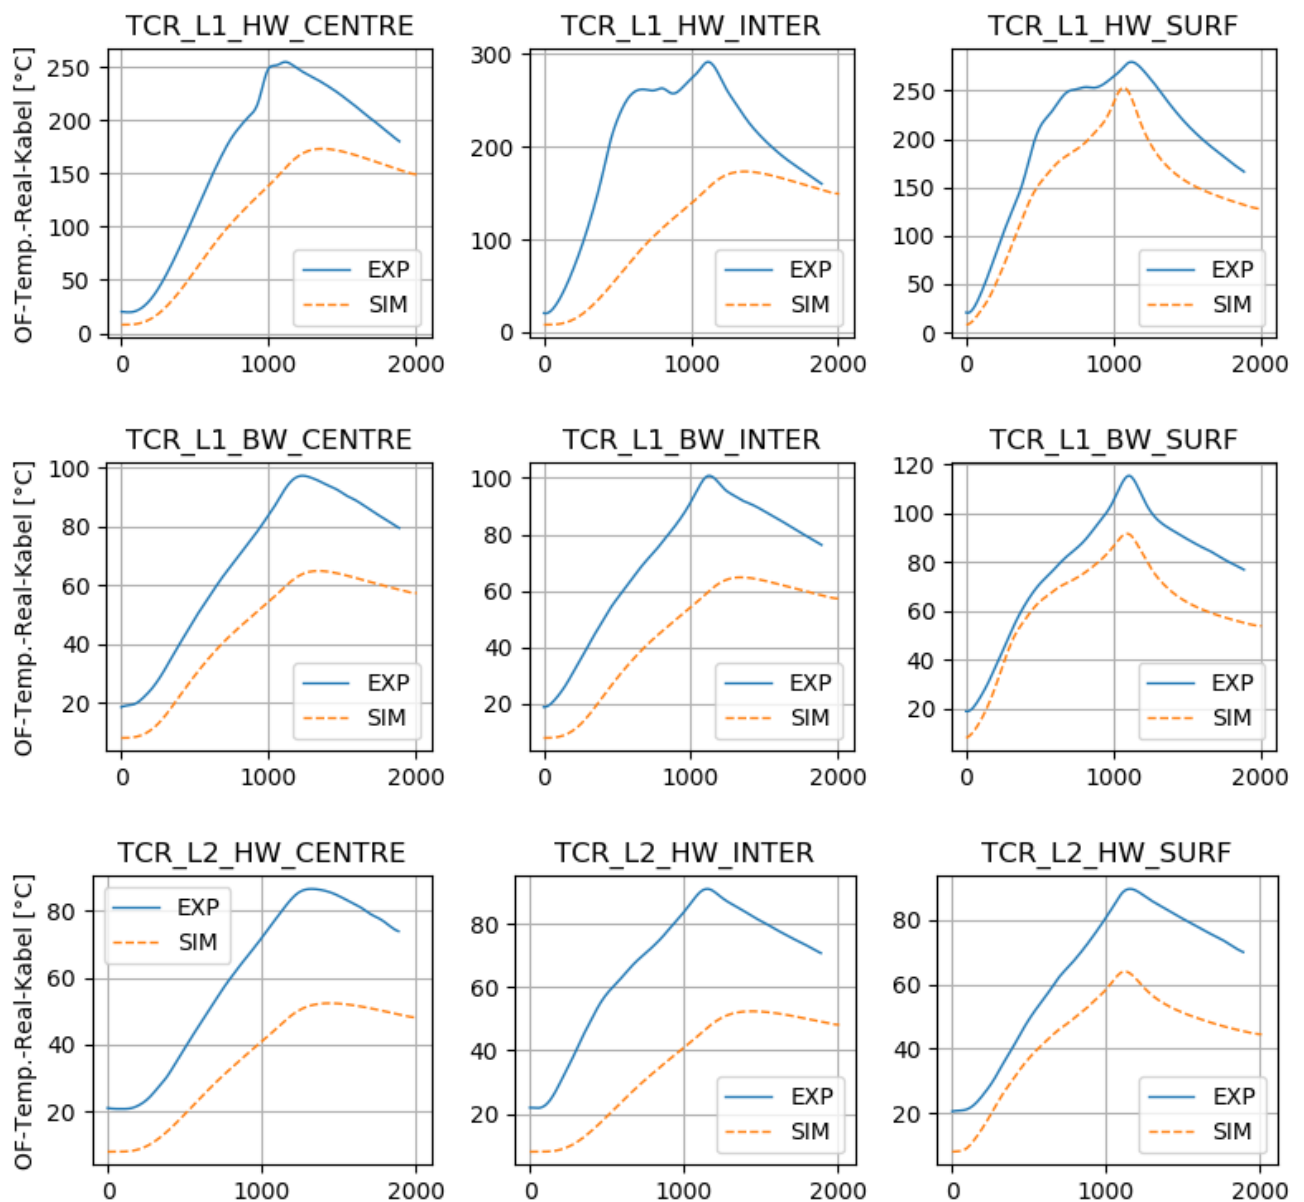 TCR_L1_HW_CENTRE TCR_L1_HW_INTER TCR_L1_HW_SURF
OF-Temp.-Real-Kabel [°C]
250
200
150
100
50
0
0 1000 2000
EXP
SIM
300
200
100
0
0 1000 2000
EXP
SIM
250
200
150
100
50
0
0 1000 2000
EXP
SIM
TCR_L1_BW_CENTRE TCR_L1_BW_INTER TCR_L1_BW_SURF
OF-Temp.-Real-Kabel [°C]
100
80
60
40
20
0 1000 2000
EXP
SIM
100
80
60
40
20
0 1000 2000
EXP
SIM
120
100
80
60
40
20
0 1000 2000
EXP
SIM
TCR_L2_HW_CENTRE TCR_L2_HW_INTER TCR_L2_HW_SURF
OF-Temp.-Real-Kabel [°C]
80
60
40
20
0 1000 2000
EXP
SIM
80
60
40
20
0 1000 2000
EXP
SIM
80
60
40
20
0 1000 2000
EXP
SIM